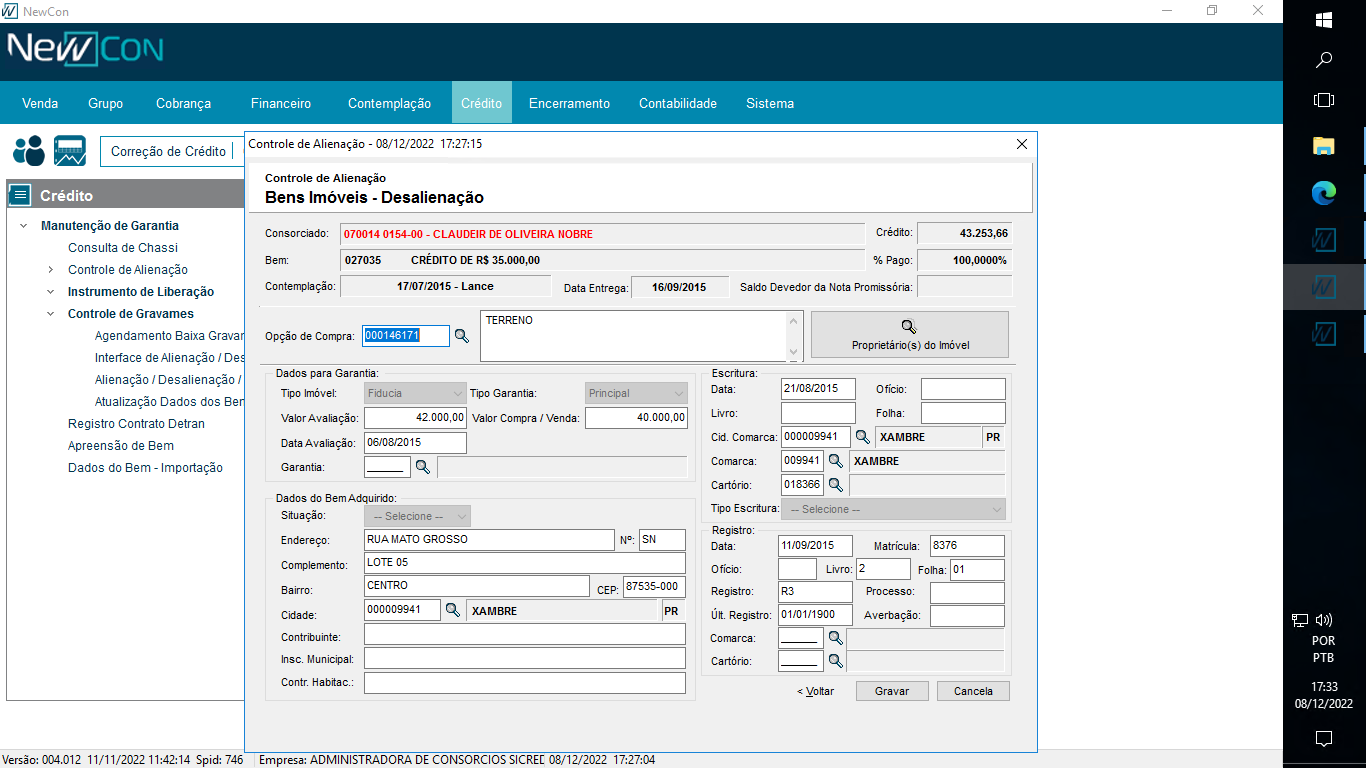 NewCon
NewCon
Venda Grupo Cobrança Financeiro Contemplação Crédito Encerramento Contabilidade Sistema
Correção de Crédito
Crédito
Manutenção de Garantia
Consulta de Chassi
Controle de Alienação
Instrumento de Liberação
Controle de Gravames
Agendamento Baixa Gravar
Interface de Alienação / Des
Alienação / Desalienação /
Atualização Dados dos Ber
Registro Contrato Detran
Apreensão de Bem
Dados do Bem - Importação
Controle de Alienação - 08/12/2022 17:27:15
Controle de Alienação
Bens Imóveis - Desalienação
Consorciado: 070014 0154-00 - CLAUDEIR DE OLIVEIRA NOBRE Crédito: 43.253,66
Bem: 027035 CRÉDITO DE R$ 35.000,00 % Pago: 100,0000%
Contemplação: 17/07/2015 - Lance Data Entrega: 16/09/2015 Saldo Devedor da Nota Promissória:
Opção de Compra: 000146171 TERRENO Proprietário(s) do Imóvel
Dados para Garantia:
Tipo Imóvel: Fiducia Tipo Garantia: Principal
Valor Avaliação: 42.000,00 Valor Compra / Venda: 40.000,00
Data Avaliação: 06/08/2015
Garantia: ______
Dados do Bem Adquirido:
Situação: -- Selecione --
Endereço: RUA MATO GROSSO Nº: SN
Complemento: LOTE 05
Bairro: CENTRO CEP: 87535-000
Cidade: 000009941 XAMBRE PR
Contribuinte:
Insc. Municipal:
Contr. Habitac.:
Escritura:
Data: 21/08/2015 Ofício:
Livro: Folha:
Cid. Comarca: 000009941 XAMBRE PR
Comarca: 009941 XAMBRE
Cartório: 018366
Tipo Escritura: -- Selecione --
Registro:
Data: 11/09/2015 Matrícula: 8376
Ofício: Livro: 2 Folha: 01
Registro: R3 Processo:
Últ. Registro: 01/01/1900 Averbação:
Comarca: ______
Cartório: ______
< Voltar Gravar Cancela
Versão: 004.012 11/11/2022 11:42:14 Spid: 746 Empresa: ADMINISTRADORA DE CONSORCIOS SICRED 08/12/2022 17:27:04
POR
PTB
17:33
08/12/2022